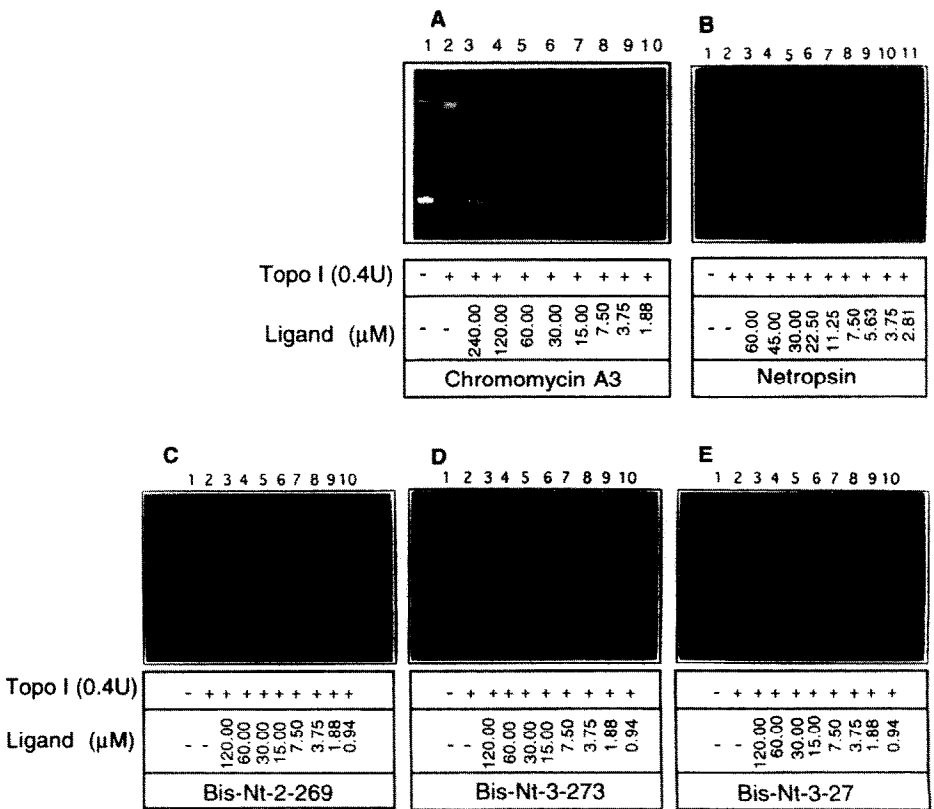 A
1 2 3 4 5 6 7 8 9 10
Topo I (0.4U) - + + + + + + + + +
Ligand (μM) - - 240.00 120.00 60.00 30.00 15.00 7.50 3.75 1.88
Chromomycin A3
B
1 2 3 4 5 6 7 8 9 10 11
- + + + + + + + + + +
- - 60.00 45.00 30.00 22.50 11.25 7.50 5.63 3.75 2.81
Netropsin
C
1 2 3 4 5 6 7 8 9 10
Topo I (0.4U) - + + + + + + + + +
Ligand (μM) - - 120.00 60.00 30.00 15.00 7.50 3.75 1.88 0.94
Bis-Nt-2-269
D
1 2 3 4 5 6 7 8 9 10
- + + + + + + + + +
- - 120.00 60.00 30.00 15.00 7.50 3.75 1.88 0.94
Bis-Nt-3-273
E
1 2 3 4 5 6 7 8 9 10
- + + + + + + + + +
- - 120.00 60.00 30.00 15.00 7.50 3.75 1.88 0.94
Bis-Nt-3-27